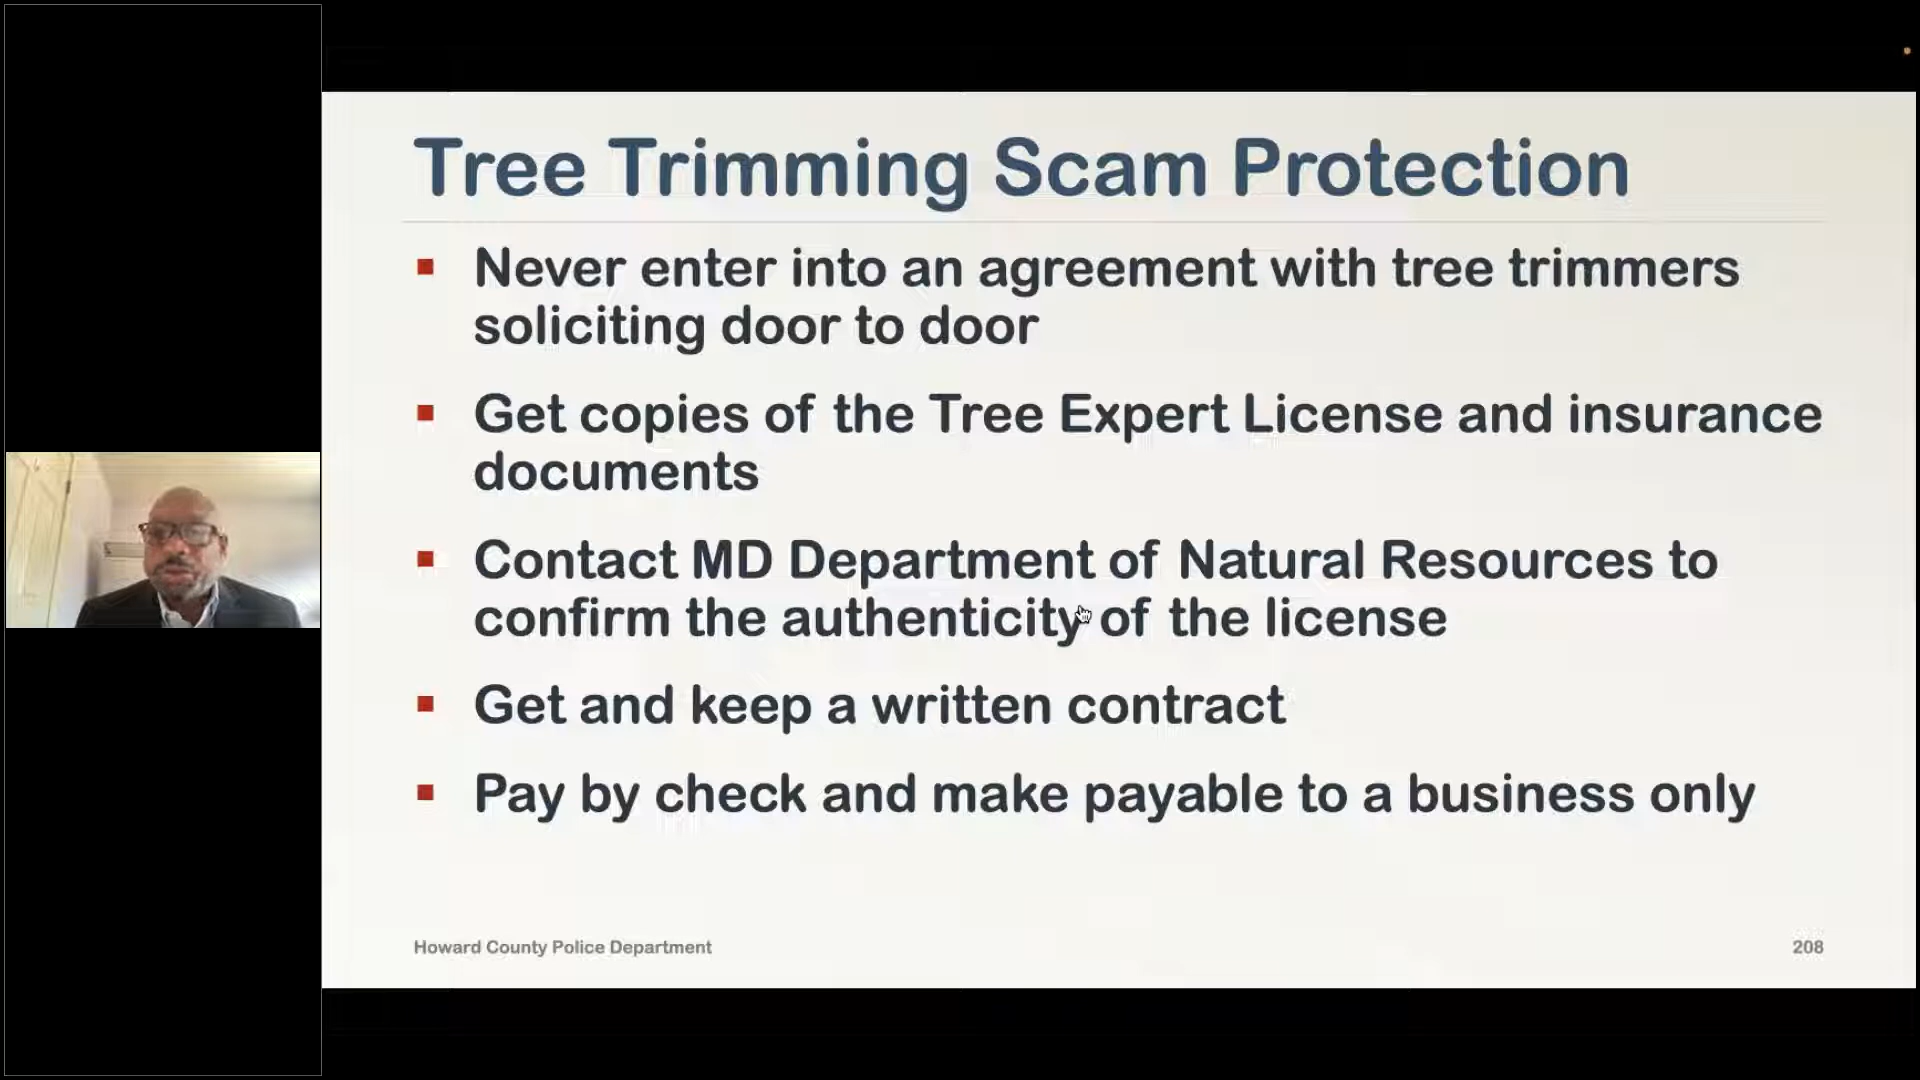 Tree Trimming Scam Protection
Never enter into an agreement with tree trimmers
soliciting door to door
Get copies of the Tree Expert License and insurance
documents
Contact MD Department of Natural Resources to
confirm the authenticity of the license
Get and keep a written contract
Pay by check and make payable to a business only
Howard County Police Department
208